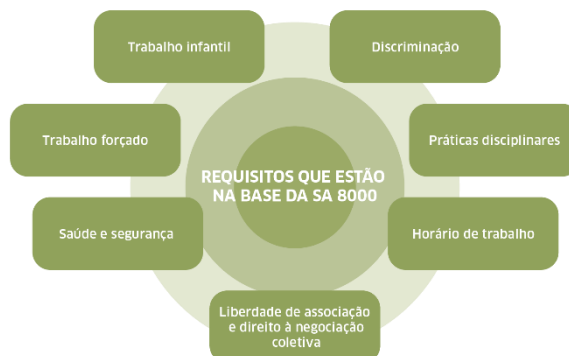 Trabalho infantil
Discriminação
Trabalho forçado
Práticas disciplinares
REQUISITOS QUE ESTÃO
NA BASE DA SA 8000
Saúde e segurança
Horário de trabalho
Liberdade de associação
e direito à negociação
coletiva